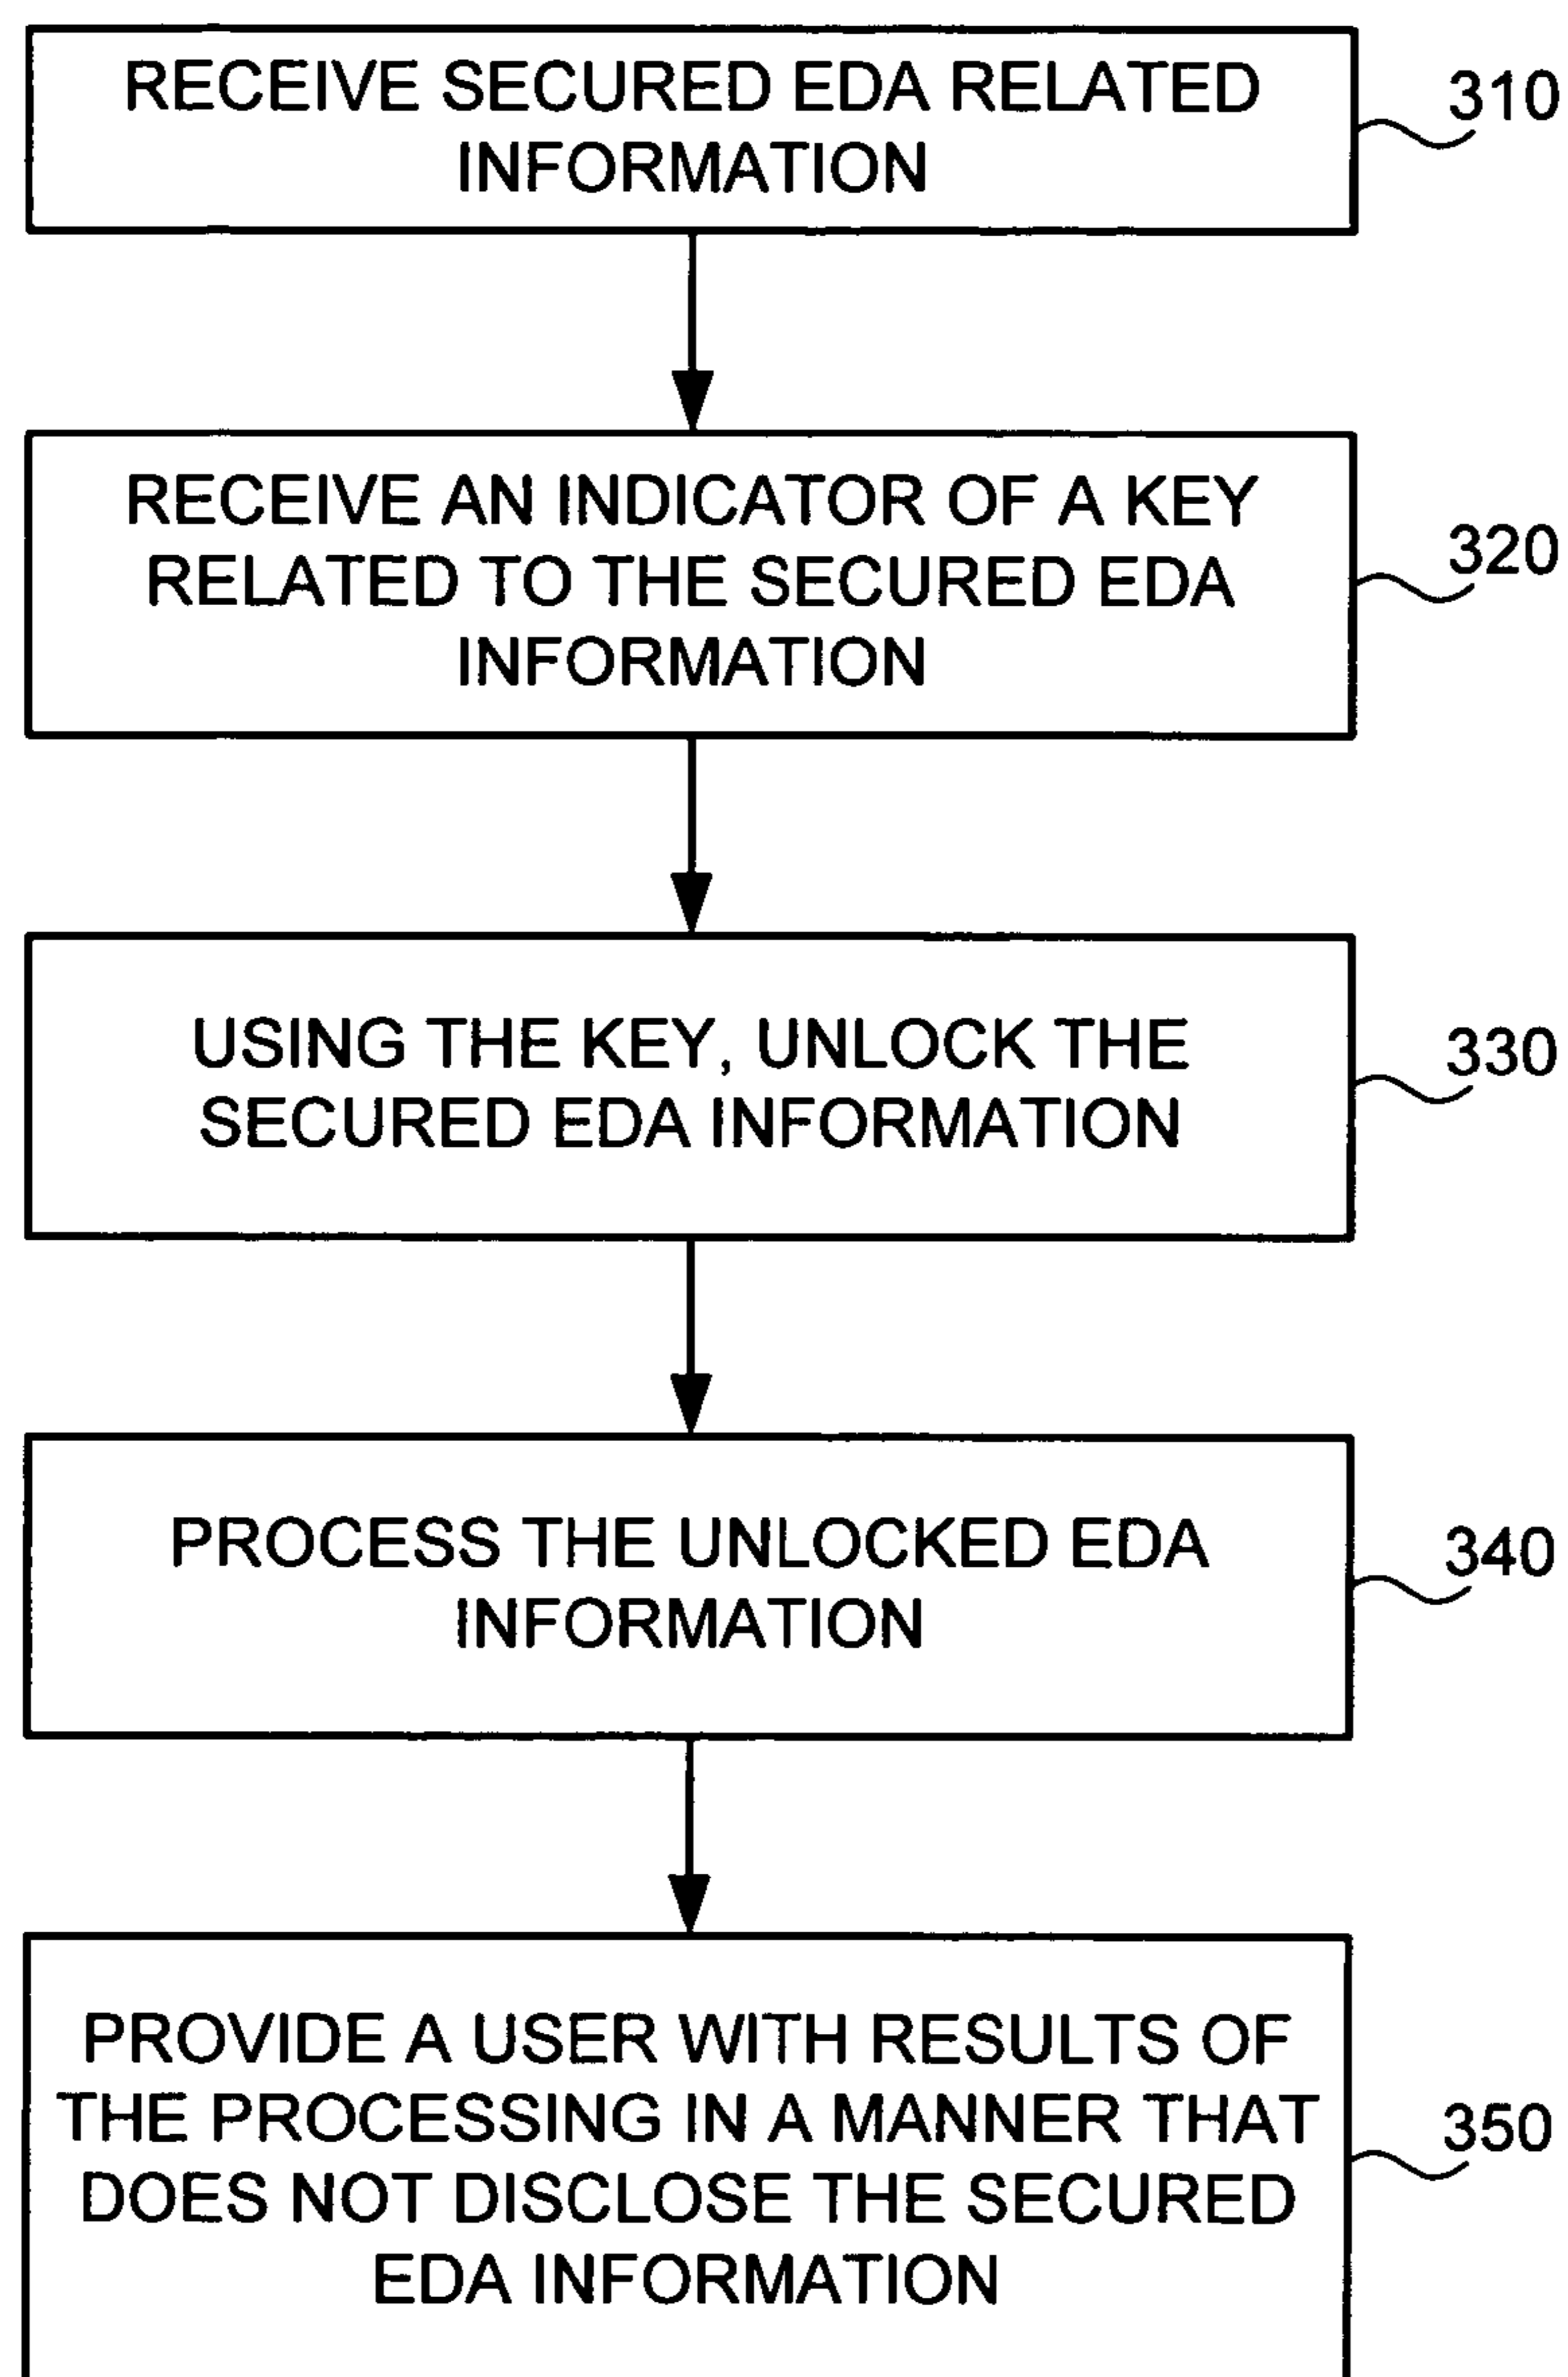 RECEIVE SECURED EDA RELATED
INFORMATION
310
RECEIVE AN INDICATOR OF A KEY
RELATED TO THE SECURED EDA
INFORMATION
320
USING THE KEY, UNLOCK THE
SECURED EDA INFORMATION
330
PROCESS THE UNLOCKED EDA
INFORMATION
340
PROVIDE A USER WITH RESULTS OF
THE PROCESSING IN A MANNER THAT
DOES NOT DISCLOSE THE SECURED
EDA INFORMATION
350